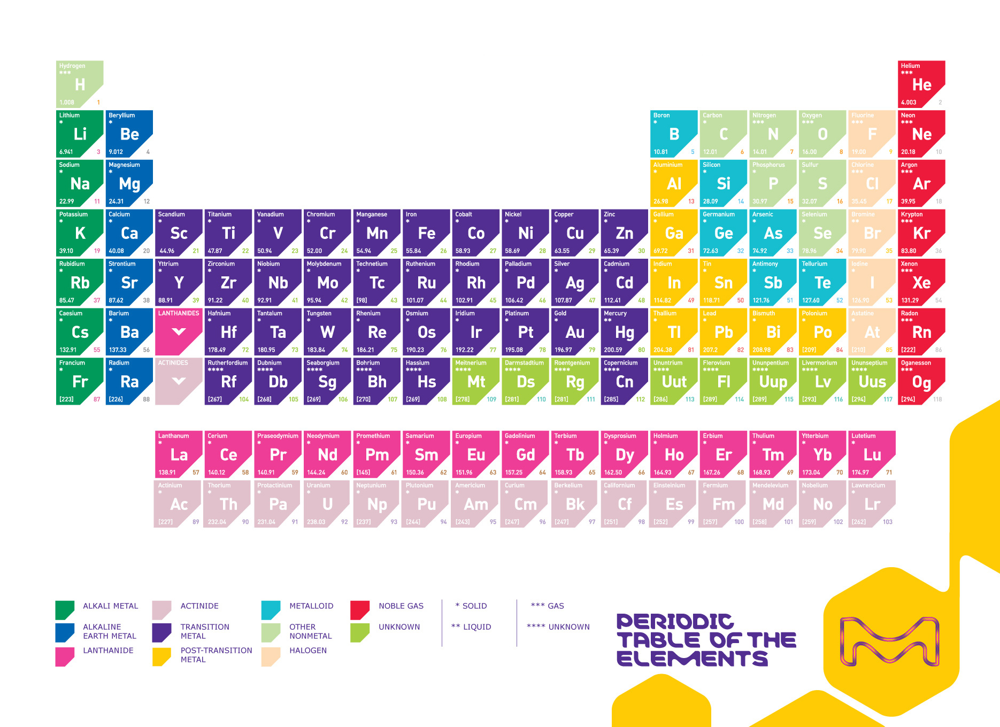 Hydrogen
***
H
1.008 1
Helium
***
He
4.003 2
Lithium
*
Li
6.941 3
Beryllium
*
Be
9.012 4
Boron
*
B
10.81 5
Carbon
*
C
12.01 6
Nitrogen
***
N
14.01 7
Oxygen
***
O
16.00 8
Fluorine
***
F
19.00 9
Neon
***
Ne
20.18 10
Sodium
*
Na
22.99 11
Magnesium
*
Mg
24.31 12
Aluminium
*
Al
26.98 13
Silicon
*
Si
28.09 14
Phosphorus
*
P
30.97 15
Sulfur
*
S
32.07 16
Chlorine
***
Cl
35.45 17
Argon
***
Ar
39.95 18
Potassium
*
K
39.10 19
Calcium
*
Ca
40.08 20
Scandium
*
Sc
44.96 21
Titanium
*
Ti
47.87 22
Vanadium
*
V
50.94 23
Chromium
*
Cr
52.00 24
Manganese
*
Mn
54.94 25
Iron
*
Fe
55.84 26
Cobalt
*
Co
58.93 27
Nickel
*
Ni
58.69 28
Copper
*
Cu
63.55 29
Zinc
*
Zn
65.39 30
Gallium
*
Ga
69.72 31
Germanium
*
Ge
72.63 32
Arsenic
*
As
74.92 33
Selenium
*
Se
78.96 34
Bromine
**
Br
79.90 35
Krypton
***
Kr
83.80 36
Rubidium
*
Rb
85.47 37
Strontium
*
Sr
87.62 38
Yttrium
*
Y
88.91 39
Zirconium
*
Zr
91.22 40
Niobium
*
Nb
92.91 41
Molybdenum
*
Mo
95.94 42
Technetium
*
Tc
[98] 43
Ruthenium
*
Ru
101.07 44
Rhodium
*
Rh
102.91 45
Palladium
*
Pd
106.42 46
Silver
*
Ag
107.87 47
Cadmium
*
Cd
112.41 48
Indium
*
In
114.82 49
Tin
*
Sn
118.71 50
Antimony
*
Sb
121.76 51
Tellurium
*
Te
127.60 52
Iodine
*
I
126.90 53
Xenon
***
Xe
131.29 54
Caesium
*
Cs
132.91 55
Barium
*
Ba
137.33 56
LANTHANIDES
Hafnium
*
Hf
178.49 72
Tantalum
*
Ta
180.95 73
Tungsten
*
W
183.84 74
Rhenium
*
Re
186.21 75
Osmium
*
Os
190.23 76
Iridium
*
Ir
192.22 77
Platinum
*
Pt
195.08 78
Gold
*
Au
196.97 79
Mercury
**
Hg
200.59 80
Thallium
*
Tl
204.38 81
Lead
*
Pb
207.2 82
Bismuth
*
Bi
208.98 83
Polonium
*
Po
[209] 84
Astatine
*
At
[210] 85
Radon
***
Rn
[222] 86
Francium
*
Fr
[223] 87
Radium
*
Ra
[226] 88
ACTINIDES
Rutherfordium
****
Rf
[267] 104
Dubnium
****
Db
[268] 105
Seaborgium
****
Sg
[269] 106
Bohrium
****
Bh
[270] 107
Hassium
****
Hs
[269] 108
Meitnerium
****
Mt
[278] 109
Darmstadtium
****
Ds
[281] 110
Roentgenium
****
Rg
[281] 111
Copernicium
****
Cn
[285] 112
Ununtrium
****
Uut
[286] 113
Flerovium
****
Fl
[289] 114
Ununpentium
****
Uup
[289] 115
Livermorium
****
Lv
[293] 116
Ununseptium
****
Uus
[294] 117
Oganesson
***
Og
[294] 118
Lanthanum
*
La
138.91 57
Cerium
*
Ce
140.12 58
Praseodymium
*
Pr
140.91 59
Neodymium
*
Nd
144.24 60
Promethium
*
Pm
[145] 61
Samarium
*
Sm
150.36 62
Europium
*
Eu
151.96 63
Gadolinium
*
Gd
157.25 64
Terbium
*
Tb
158.93 65
Dysprosium
*
Dy
162.50 66
Holmium
*
Ho
164.93 67
Erbium
*
Er
167.26 68
Thulium
*
Tm
168.93 69
Ytterbium
*
Yb
173.04 70
Lutetium
*
Lu
174.97 71
Actinium
*
Ac
[227] 89
Thorium
*
Th
232.04 90
Protactinium
*
Pa
231.04 91
Uranium
*
U
238.03 92
Neptunium
*
Np
[237] 93
Plutonium
*
Pu
[244] 94
Americium
*
Am
[243] 95
Curium
*
Cm
[247] 96
Berkelium
*
Bk
[247] 97
Californium
*
Cf
[251] 98
Einsteinium
*
Es
[252] 99
Fermium
*
Fm
[257] 100
Mendelevium
*
Md
[258] 101
Nobelium
*
No
[259] 102
Lawrencium
*
Lr
[262] 103
ALKALI METAL
ALKALINE
EARTH METAL
LANTHANIDE
ACTINIDE
TRANSITION
METAL
POST-TRANSITION
METAL
METALLOID
OTHER
NONMETAL
HALOGEN
NOBLE GAS
UNKNOWN
* SOLID
** LIQUID
*** GAS
**** UNKNOWN
PERIODIC
TABLE OF THE
ELEMENTS
M